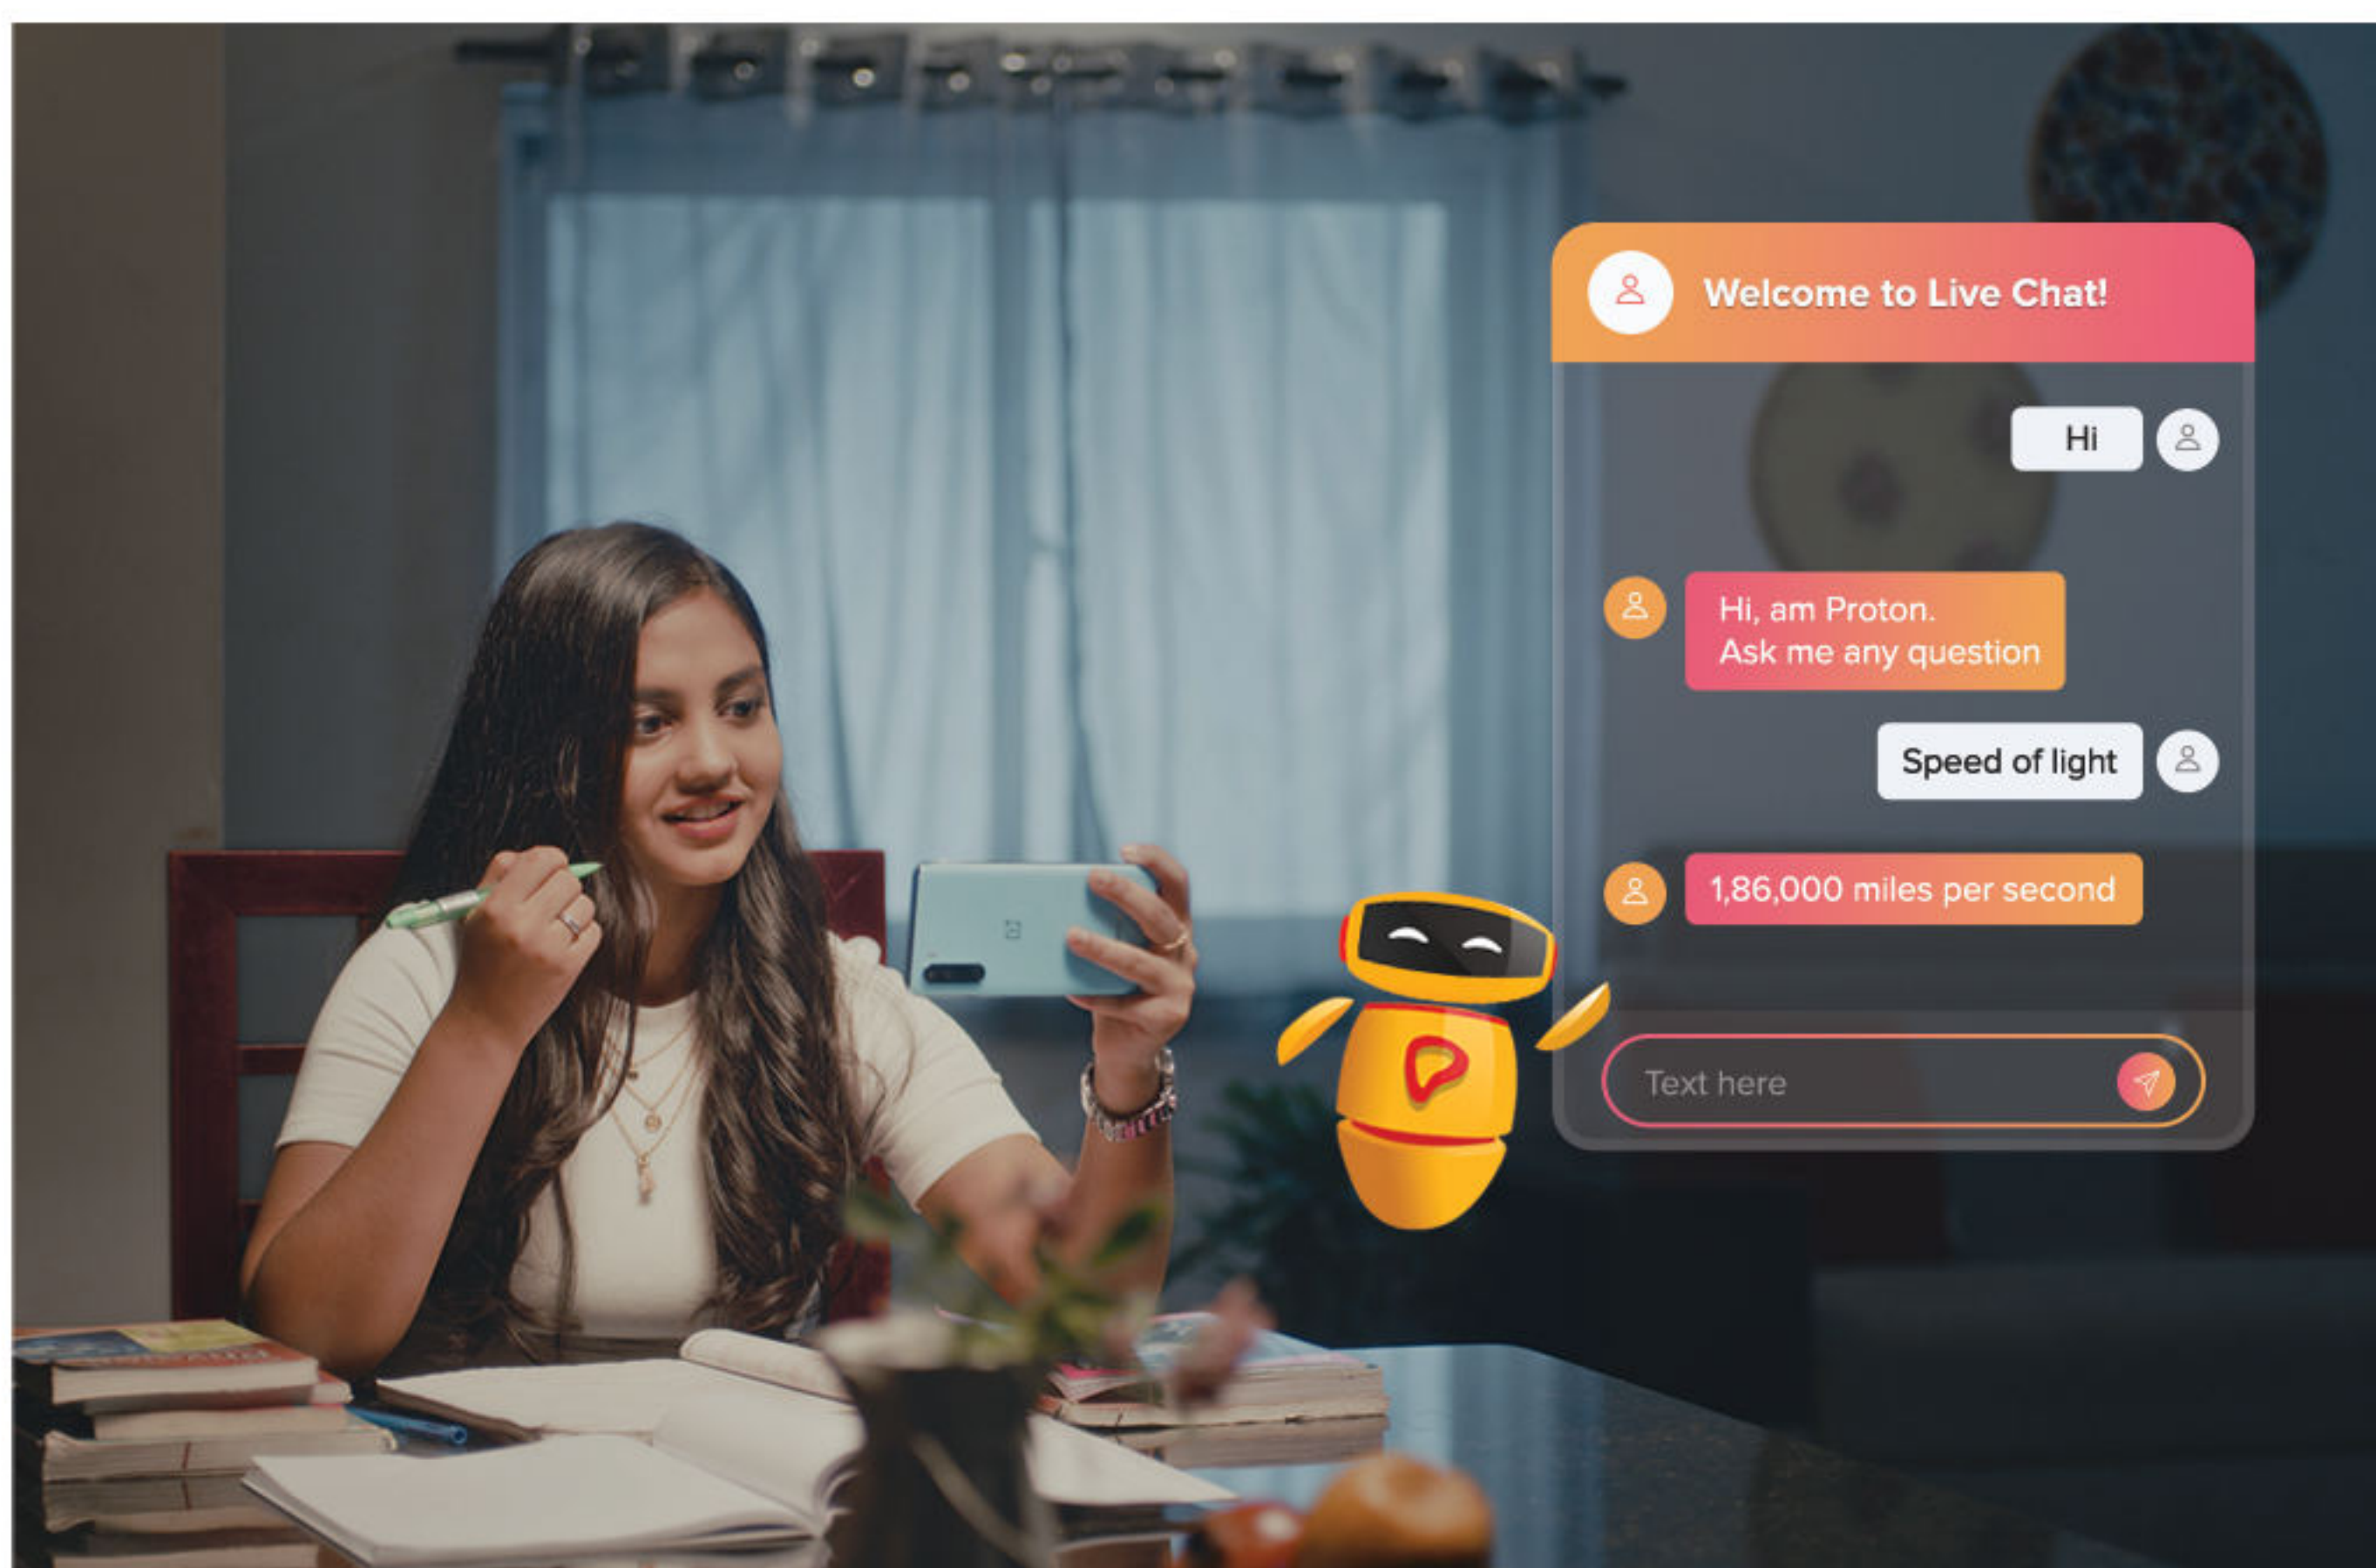 Welcome to Live Chat!
Hi
Hi, am Proton.
Ask me any question
Speed of light
1,86,000 miles per second
Text here